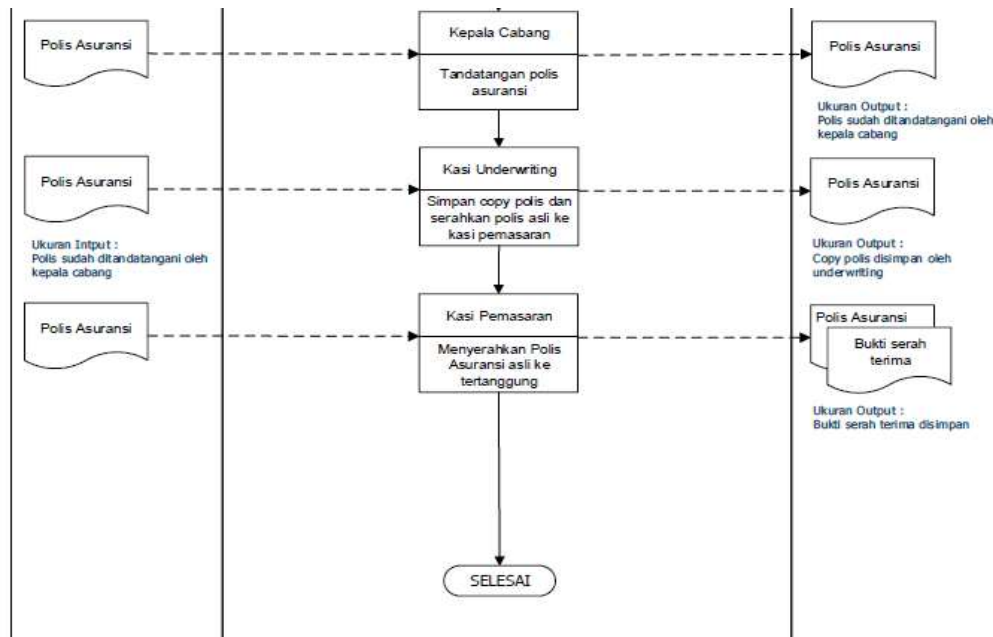 Polis Asuransi
Kepala Cabang
Tandatangan polis
asuransi
Polis Asuransi
Ukuran Output :
Polis sudah ditandatangani oleh
kepala cabang
Polis Asuransi
Ukuran Intput :
Polis sudah ditandatangani oleh
kepala cabang
Kasi Underwriting
Simpan copy polis dan
serahkan polis asli ke
kasi pemasaran
Polis Asuransi
Ukuran Output :
Copy polis disimpan oleh
underwriting
Polis Asuransi
Kasi Pemasaran
Menyerahkan Polis
Asuransi asli ke
tertanggung
Polis Asuransi
Bukti serah
terima
Ukuran Output :
Bukti serah terima disimpan
SELESAI